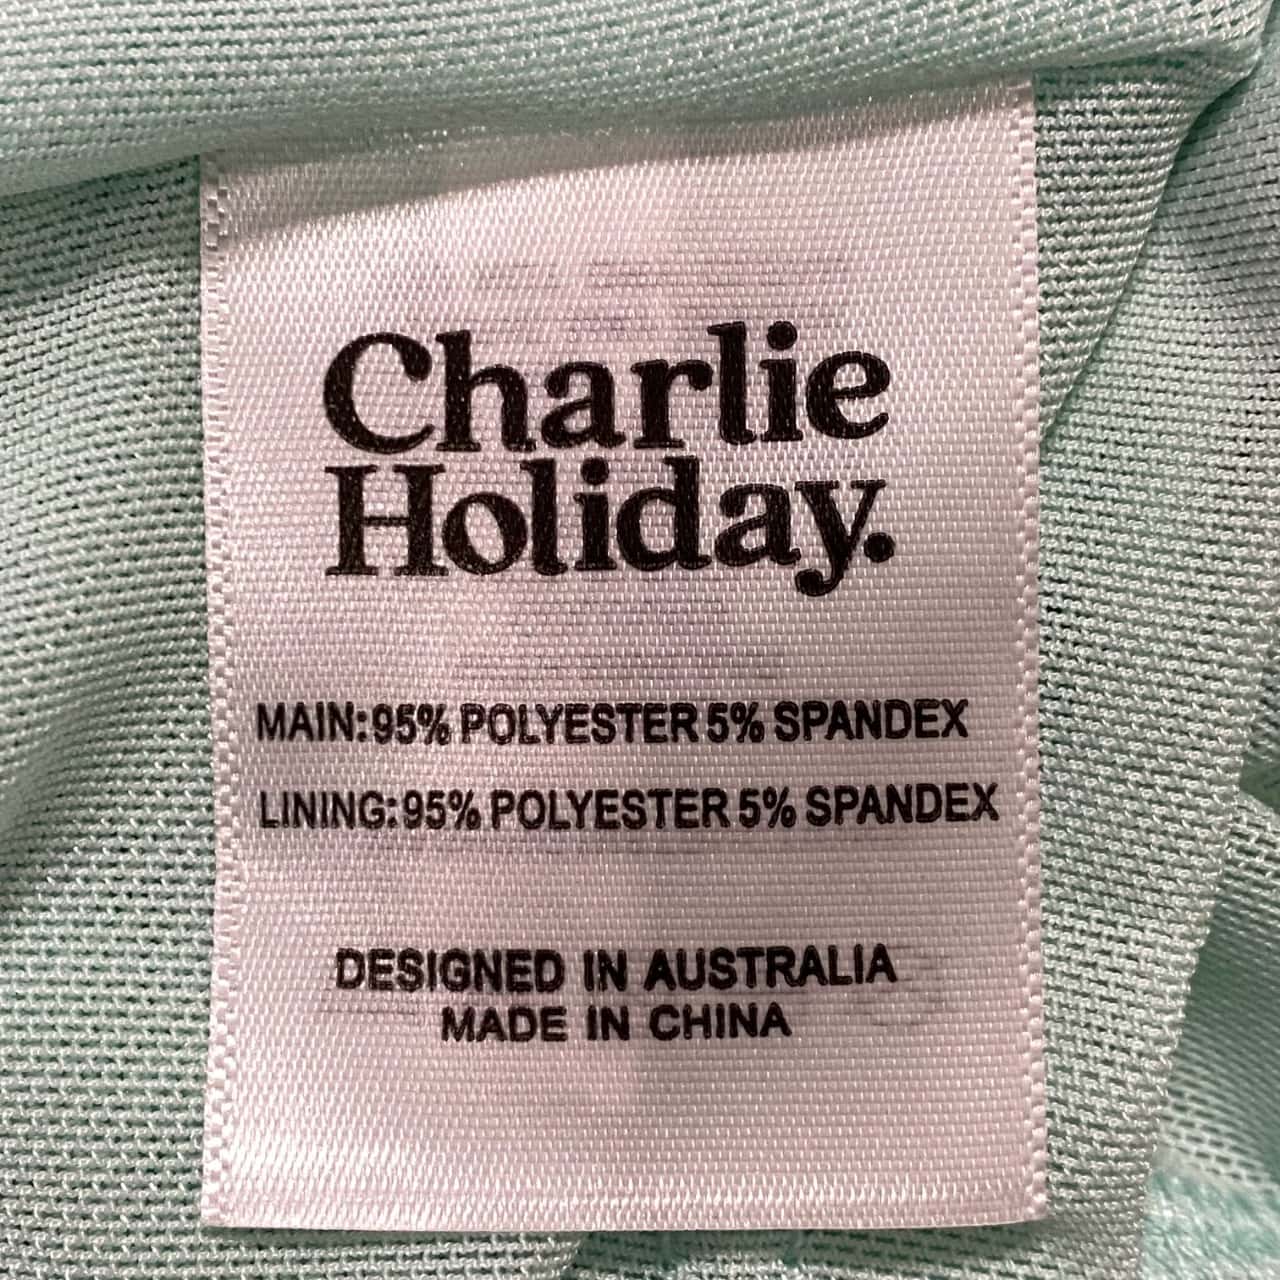 Charlie
Holiday.
MAIN:95% POLYESTER 5% SPANDEX
LINING:95% POLYESTER 5% SPANDEX
DESIGNED IN AUSTRALIA
MADE IN CHINA